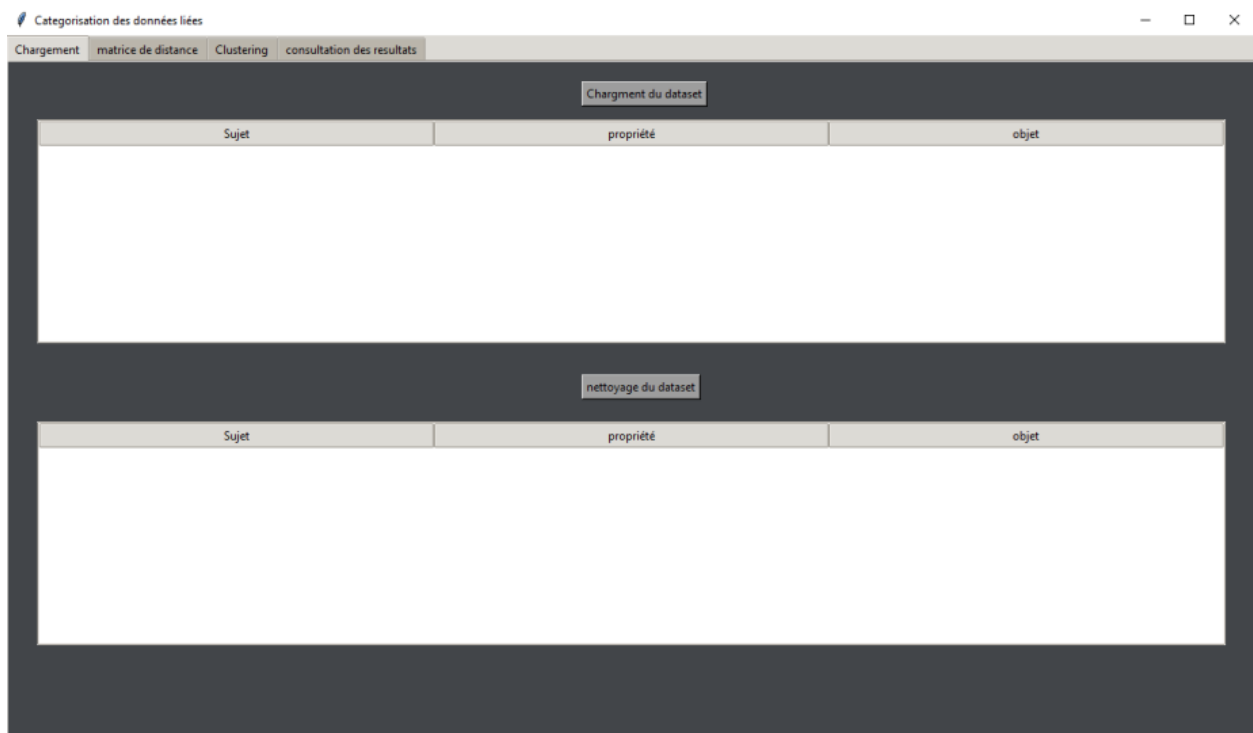 Categorisation des données liées
Chargement matrice de distance Clustering consultation des resultats
Chargment du dataset
Sujet propriété objet
nettoyage du dataset
Sujet propriété objet